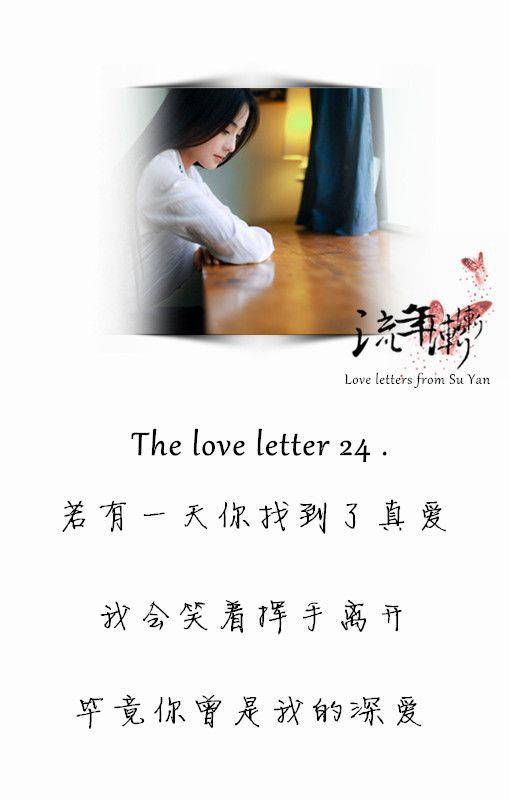 流年渐
Love letters from Su Yan
The love letter 24 .
若有一天你找到了真爱
我会笑着挥手离开
毕竟你曾是我的深爱